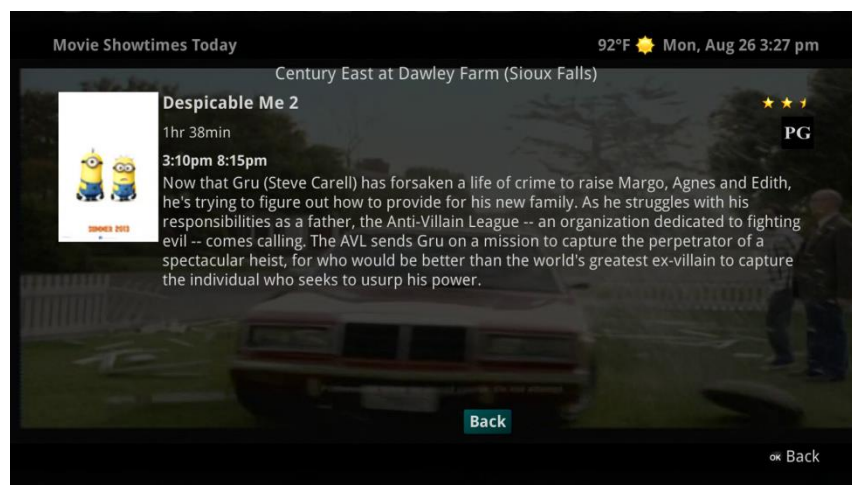 Movie Showtimes Today
92°F Mon, Aug 26 3:27 pm
Century East at Dawley Farm (Sioux Falls)
Despicable Me 2
1hr 38min
PG
3:10pm 8:15pm
Now that Gru (Steve Carell) has forsaken a life of crime to raise Margo, Agnes and Edith,
he's trying to figure out how to provide for his new family. As he struggles with his
responsibilities as a father, the Anti-Villain League -- an organization dedicated to fighting
evil -- comes calling. The AVL sends Gru on a mission to capture the perpetrator of a
spectacular heist, for who would be better than the world's greatest ex-villain to capture
the individual who seeks to usurp his power.
SUMMER 2013
Back
OK Back